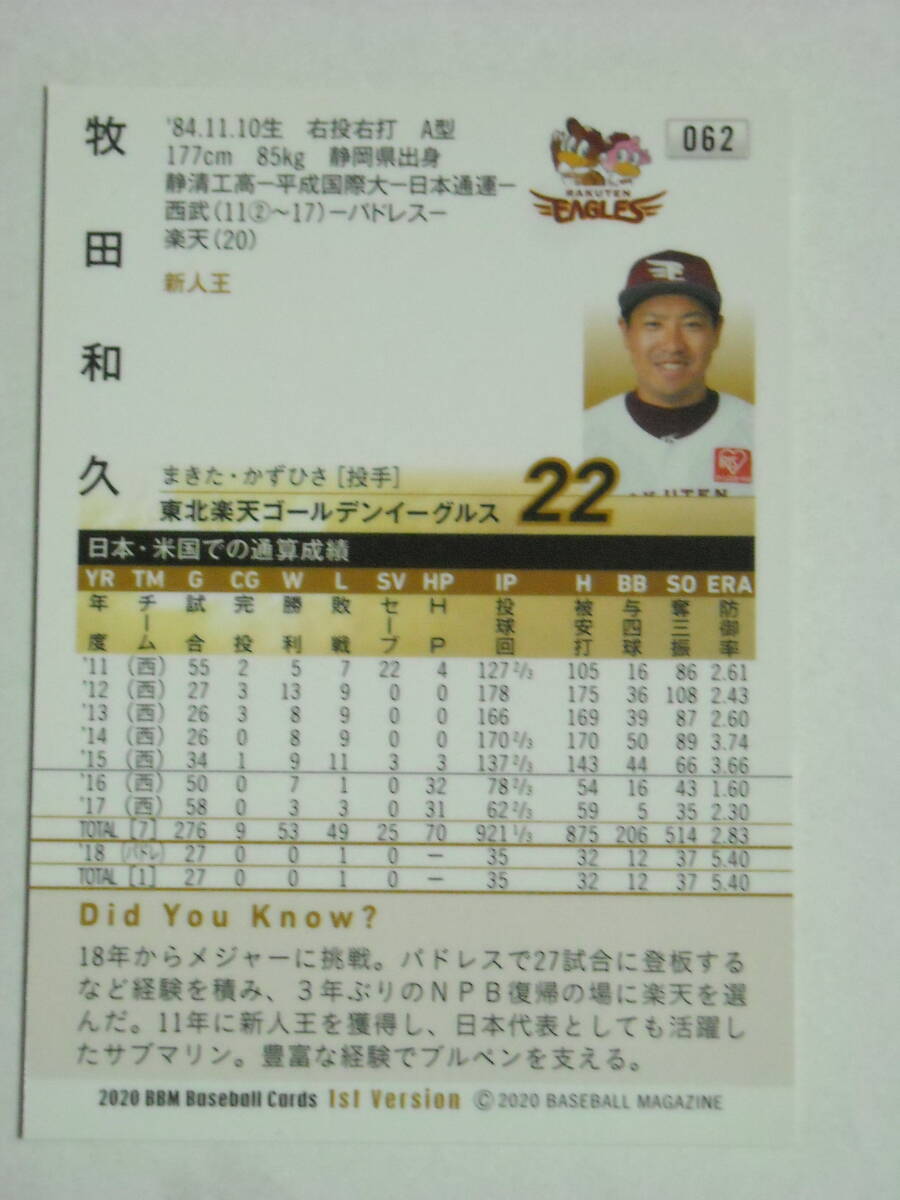 牧田和久
'84.11.10生 右投右打 A型
177cm 85kg 静岡県出身
静清工高ー平成国際大ー日本通運ー
西武(11②〜17)ーパドレスー
楽天(20)
新人王
RAKUTEN
EAGLES
062
まきた・かずひさ[投手]
東北楽天ゴールデンイーグルス
22
日本・米国での通算成績
YR TM G CG W L SV HP IP H BB SO ERA
年度 チーム 試合 完投 勝利 敗戦 セーブ HP 投球回 被安打 与四球 奪三振 防御率
'11 (西) 55 2 5 7 22 4 127 2/3 105 16 86 2.61
'12 (西) 27 3 13 9 0 0 178 175 36 108 2.43
'13 (西) 26 3 8 9 0 0 166 169 39 87 2.60
'14 (西) 26 0 8 9 0 0 170 2/3 170 50 89 3.74
'15 (西) 34 1 9 11 3 3 137 2/3 143 44 66 3.66
'16 (西) 50 0 7 1 0 32 78 2/3 54 16 43 1.60
'17 (西) 58 0 3 3 0 31 62 2/3 59 5 35 2.30
TOTAL [7] 276 9 53 49 25 70 921 1/3 875 206 514 2.83
'18 (パドレ) 27 0 0 1 0 ー 35 32 12 37 5.40
TOTAL [1] 27 0 0 1 0 ー 35 32 12 37 5.40
Did You Know?
18年からメジャーに挑戦。パドレスで27試合に登板する
など経験を積み、3年ぶりのNPB復帰の場に楽天を選
んだ。11年に新人王を獲得し、日本代表としても活躍し
たサブマリン。豊富な経験でブルペンを支える。
2020 BBM Baseball Cards 1st Version © 2020 BASEBALL MAGAZINE